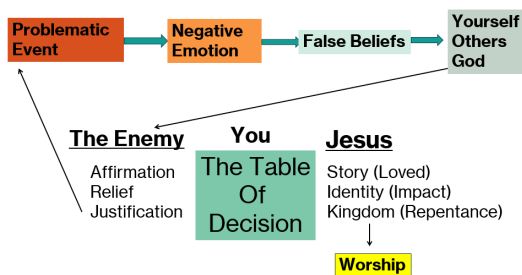 Problematic
Event
Negative
Emotion
False Beliefs
Yourself
Others
God
The Enemy
Affirmation
Relief
Justification
You
The Table
Of
Decision
Jesus
Story (Loved)
Identity (Impact)
Kingdom (Repentance)
Worship